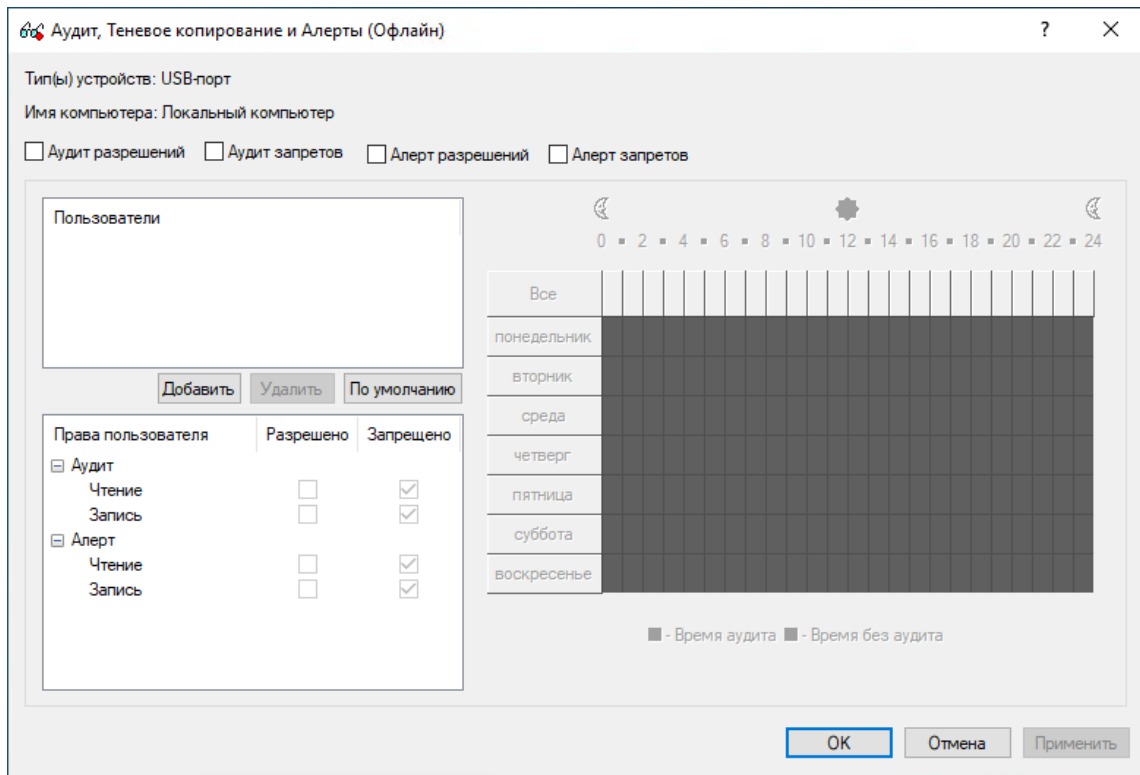 Аудит, Теневое копирование и Алерты (Офлайн)
Тип(ы) устройств: USB-порт
Имя компьютера: Локальный компьютер
Аудит разрешений Аудит запретов Алерт разрешений Алерт запретов
Пользователи
Добавить Удалить По умолчанию
Права пользователя Разрешено Запрещено
Аудит
Чтение
Запись
Алерт
Чтение
Запись
0 2 4 6 8 10 12 14 16 18 20 22 24
Все
понедельник
вторник
среда
четверг
пятница
суббота
воскресенье
- Время аудита - Время без аудита
OK Отмена Применить